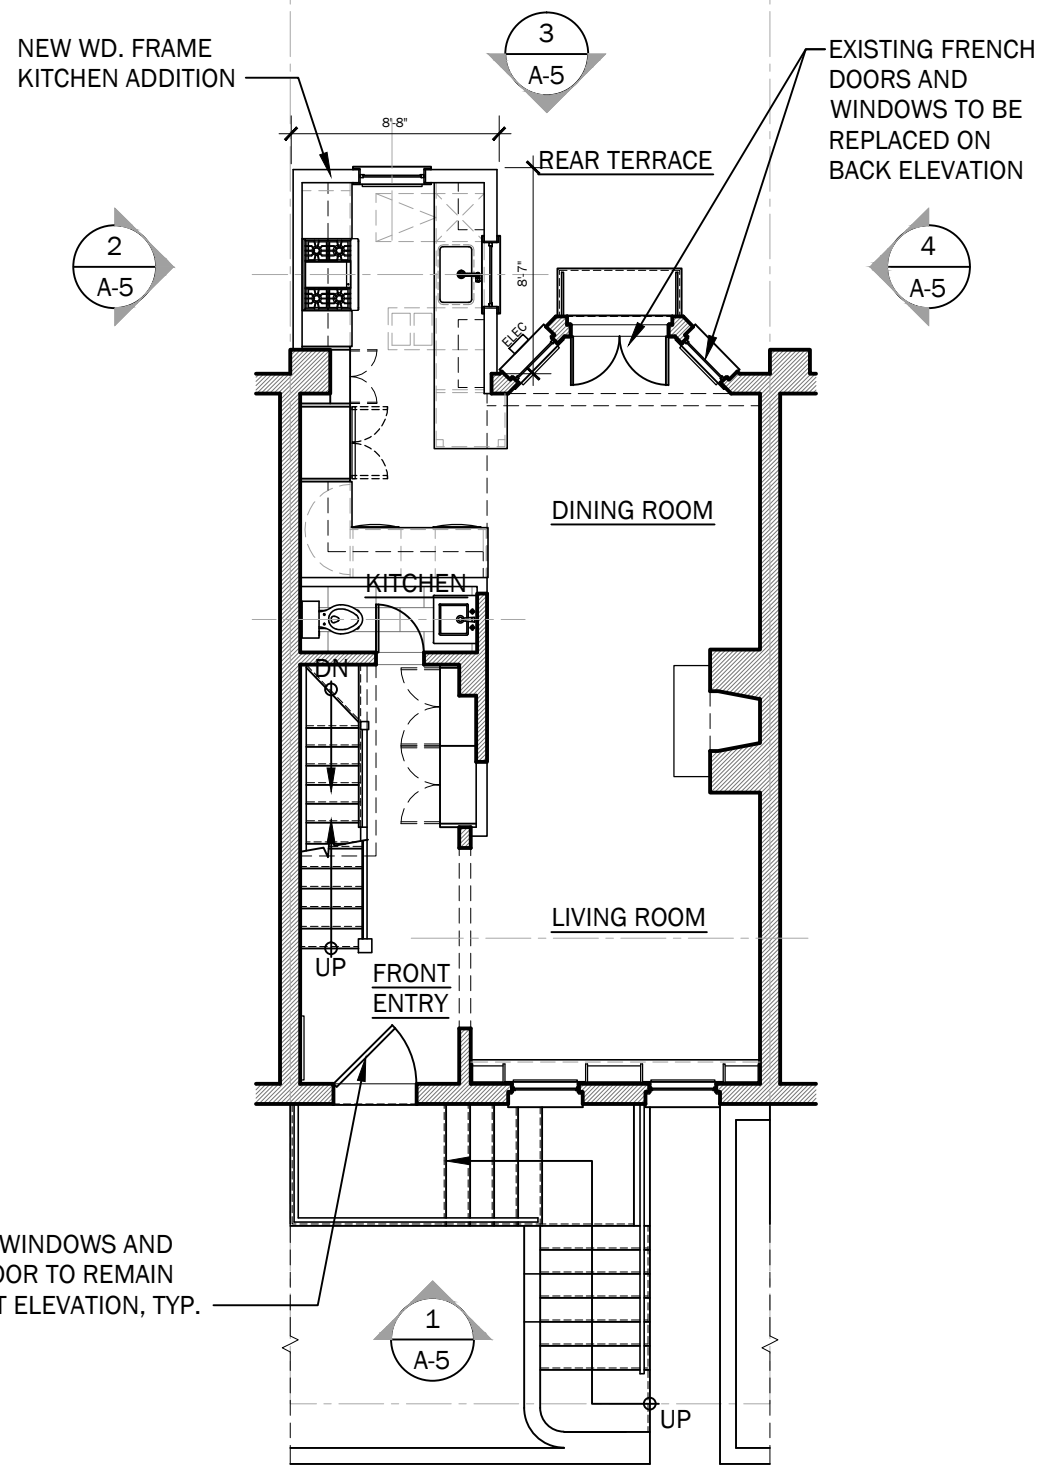 NEW WD. FRAME
KITCHEN ADDITION
3
A-5
EXISTING FRENCH
DOORS AND
WINDOWS TO BE
REPLACED ON
BACK ELEVATION
8'-8"
REAR TERRACE
2
A-5
8'-7"
4
A-5
ELEC
DINING ROOM
KITCHEN
DN
LIVING ROOM
UP
FRONT
ENTRY
WINDOWS AND
TO REMAIN
ELEVATION, TYP.
1
A-5
UP